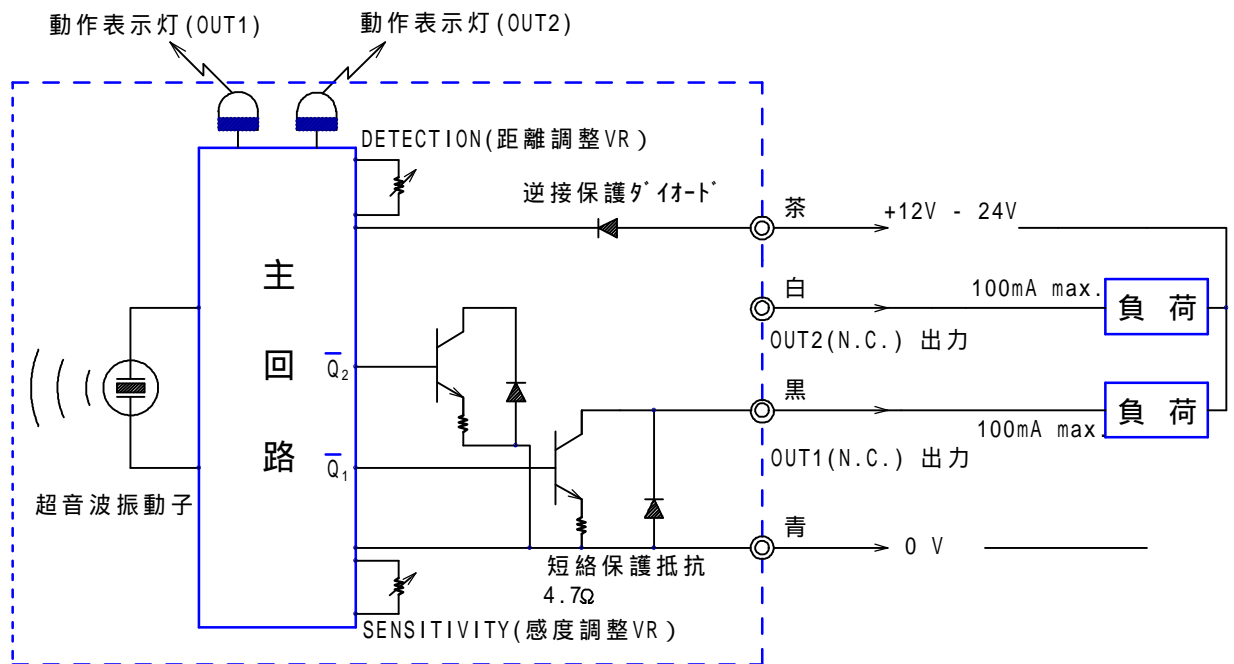 動作表示灯(OUT1)
動作表示灯(OUT2)
DETECTION(距離調整VR)
逆接保護ダイオード
茶
+12V - 24V
主回路
白
100mA max.
負荷
OUT2(N.C.) 出力
Q̅₂
黒
負荷
100mA max.
OUT1(N.C.) 出力
Q̅₁
超音波振動子
青
0 V
短絡保護抵抗
4.7Ω
SENSITIVITY(感度調整VR)